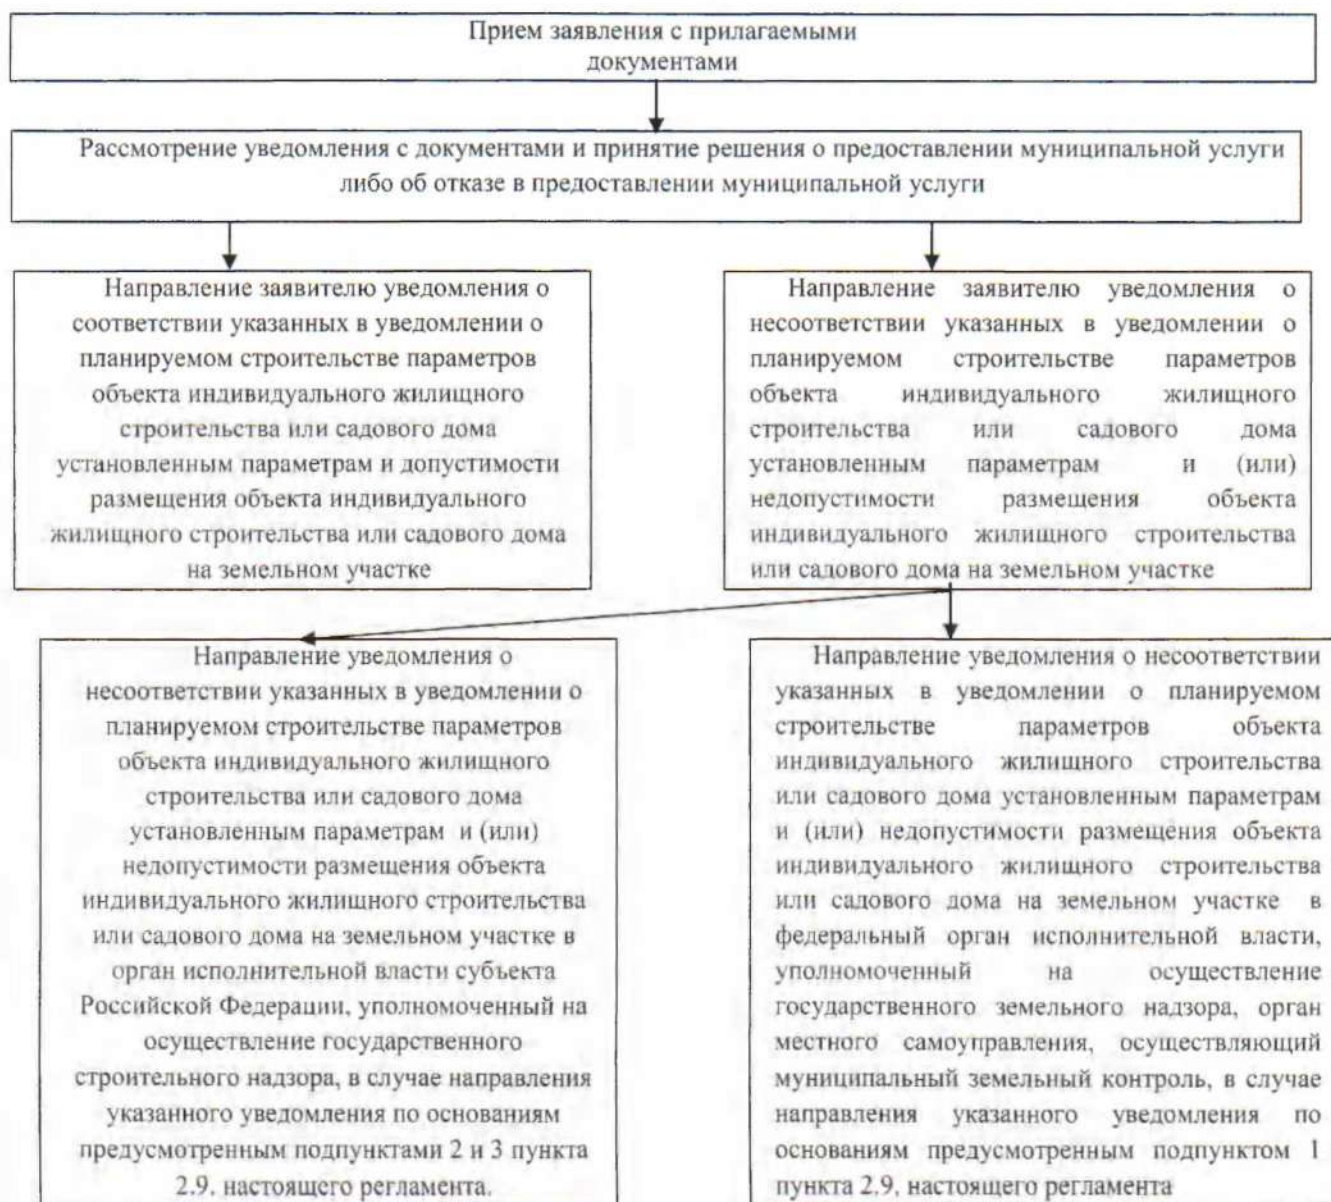 Прием заявления с прилагаемыми
документами
Рассмотрение уведомления с документами и принятие решения о предоставлении муниципальной услуги
либо об отказе в предоставлении муниципальной услуги
Направление заявителю уведомления о
соответствии указанных в уведомлении о
планируемом строительстве параметров
объекта индивидуального жилищного
строительства или садового дома
установленным параметрам и допустимости
размещения объекта индивидуального
жилищного строительства или садового дома
на земельном участке
Направление заявителю уведомления о
несоответствии указанных в уведомлении о
планируемом строительстве параметров
объекта индивидуального жилищного
строительства или садового дома
установленным параметрам и (или)
недопустимости размещения объекта
индивидуального жилищного строительства
или садового дома на земельном участке
Направление уведомления о
несоответствии указанных в уведомлении о
планируемом строительстве параметров
объекта индивидуального жилищного
строительства или садового дома
установленным параметрам и (или)
недопустимости размещения объекта
индивидуального жилищного строительства
или садового дома на земельном участке в
орган исполнительной власти субъекта
Российской Федерации, уполномоченный на
осуществление государственного
строительного надзора, в случае направления
указанного уведомления по основаниям
предусмотренным подпунктами 2 и 3 пункта
2.9. настоящего регламента.
Направление уведомления о несоответствии
указанных в уведомлении о планируемом
строительстве параметров объекта
индивидуального жилищного строительства
или садового дома установленным параметрам
и (или) недопустимости размещения объекта
индивидуального жилищного строительства
или садового дома на земельном участке в
федеральный орган исполнительной власти,
уполномоченный на осуществление
государственного земельного надзора, орган
местного самоуправления, осуществляющий
муниципальный земельный контроль, в случае
направления указанного уведомления по
основаниям предусмотренным подпунктом 1
пункта 2.9. настоящего регламента